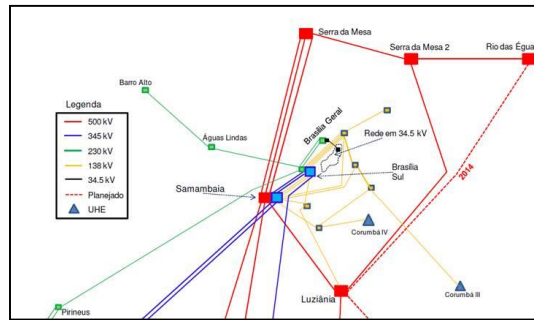 Serra da Mesa
Serra da Mesa 2
Rio das Égua
Barro Alto
Legenda
500 kV
345 kV
230 kV
138 kV
34.5 kV
Planejado
UHE
Águas Lindas
Brasília Geral
Rede em 34.5 kV
Brasília
Sul
Samambaia
2014
Corumbá IV
Luziânia
Corumbá III
Pirineus